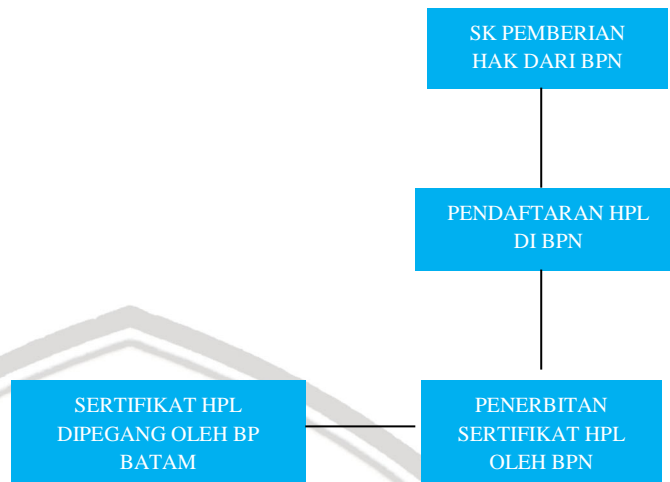 SK PEMBERIAN
HAK DARI BPN
PENDAFTARAN HPL
DI BPN
SERTIFIKAT HPL
DIPEGANG OLEH BP
BATAM
PENERBITAN
SERTIFIKAT HPL
OLEH BPN